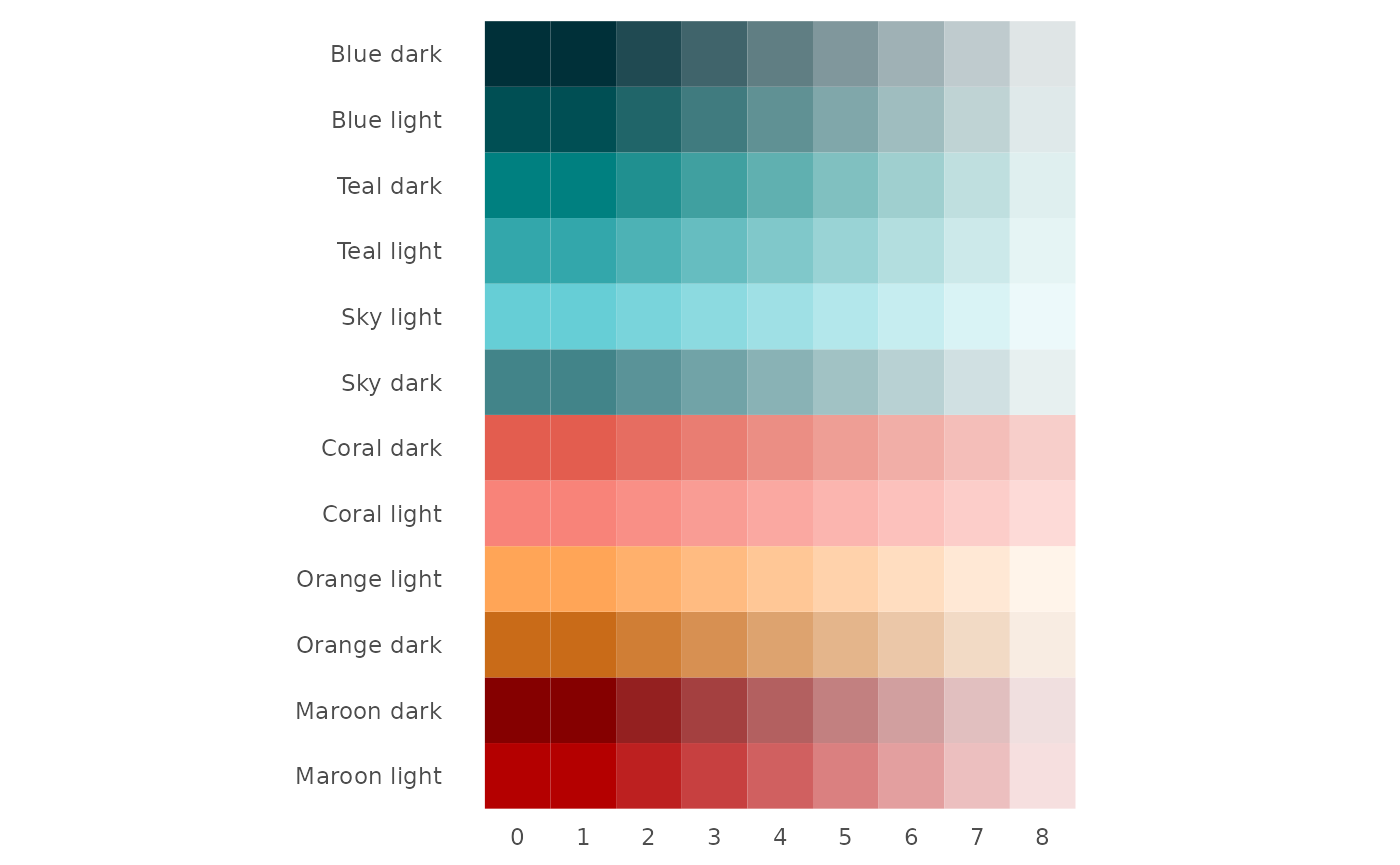 Blue dark
Blue light
Teal dark
Teal light
Sky light
Sky dark
Coral dark
Coral light
Orange light
Orange dark
Maroon dark
Maroon light
0 1 2 3 4 5 6 7 8